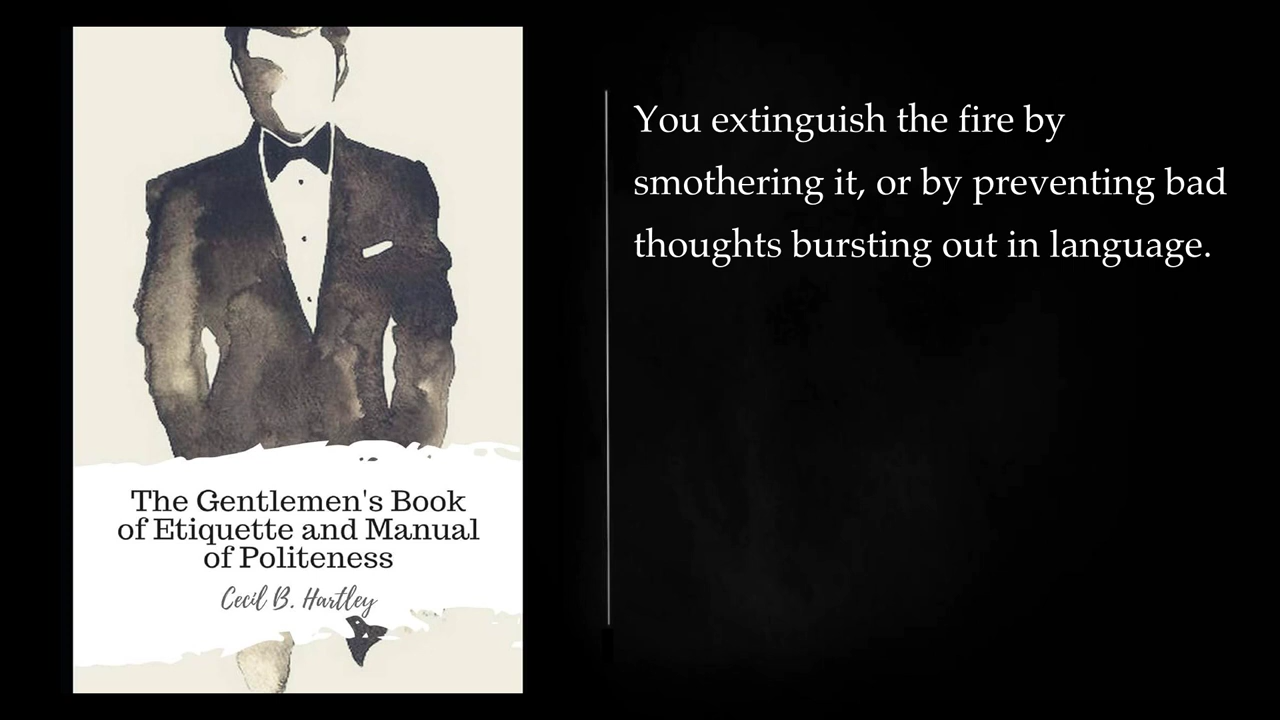 The Gentlemen's Book
of Etiquette and Manual
of Politeness
Cecil B. Hartley
You extinguish the fire by
smothering it, or by preventing bad
thoughts bursting out in language.